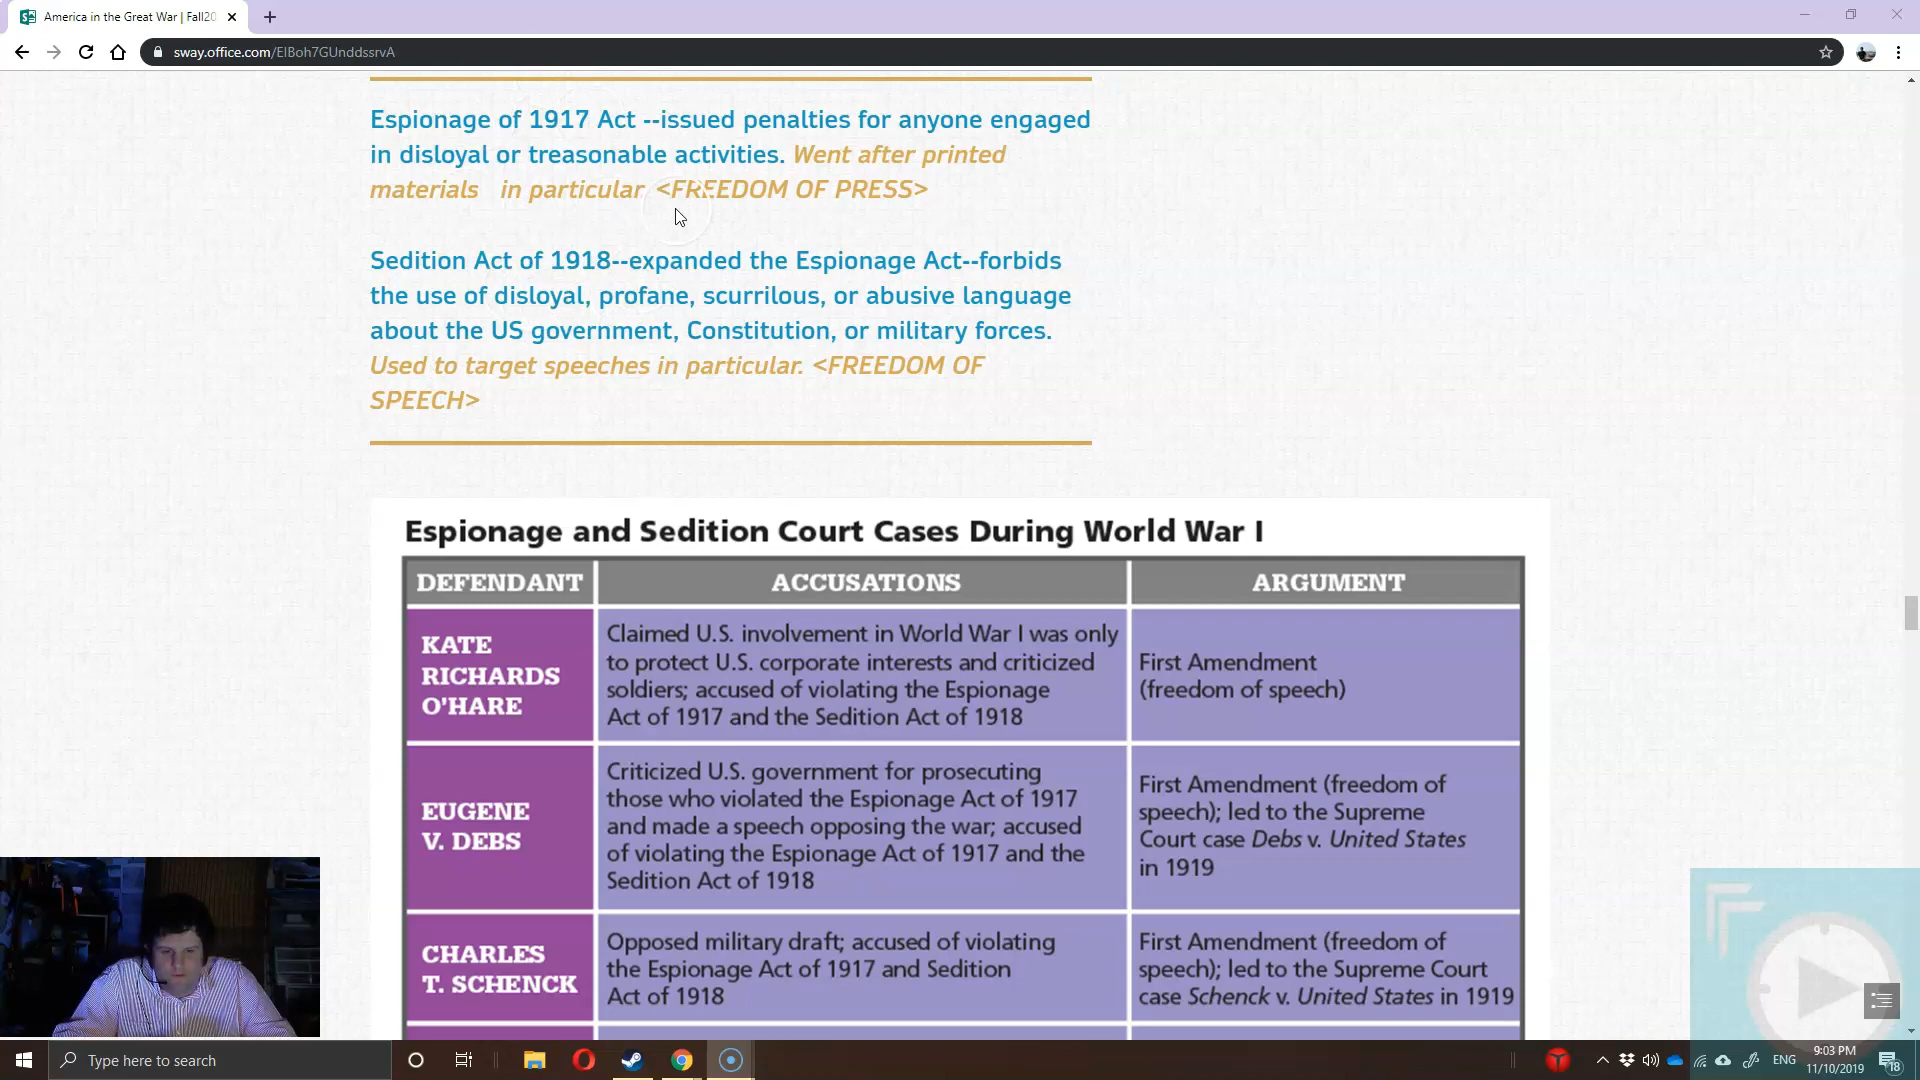 America in the Great War | Fall20
sway.office.com/EIBoh7GUnddssrvA
Espionage of 1917 Act --issued penalties for anyone engaged
in disloyal or treasonable activities. Went after printed
materials in particular <FREEDOM OF PRESS>
Sedition Act of 1918--expanded the Espionage Act--forbids
the use of disloyal, profane, scurrilous, or abusive language
about the US government, Constitution, or military forces.
Used to target speeches in particular. <FREEDOM OF
SPEECH>
Espionage and Sedition Court Cases During World War I
DEFENDANT ACCUSATIONS ARGUMENT
KATE
RICHARDS
O'HARE
Claimed U.S. involvement in World War I was only
to protect U.S. corporate interests and criticized
soldiers; accused of violating the Espionage
Act of 1917 and the Sedition Act of 1918
First Amendment
(freedom of speech)
EUGENE
V. DEBS
Criticized U.S. government for prosecuting
those who violated the Espionage Act of 1917
and made a speech opposing the war; accused
of violating the Espionage Act of 1917 and the
Sedition Act of 1918
First Amendment (freedom of
speech); led to the Supreme
Court case Debs v. United States
in 1919
CHARLES
T. SCHENCK
Opposed military draft; accused of violating
the Espionage Act of 1917 and Sedition
Act of 1918
First Amendment (freedom of
speech); led to the Supreme Court
case Schenck v. United States in 1919
Type here to search
ENG
9:03 PM
11/10/2019
18